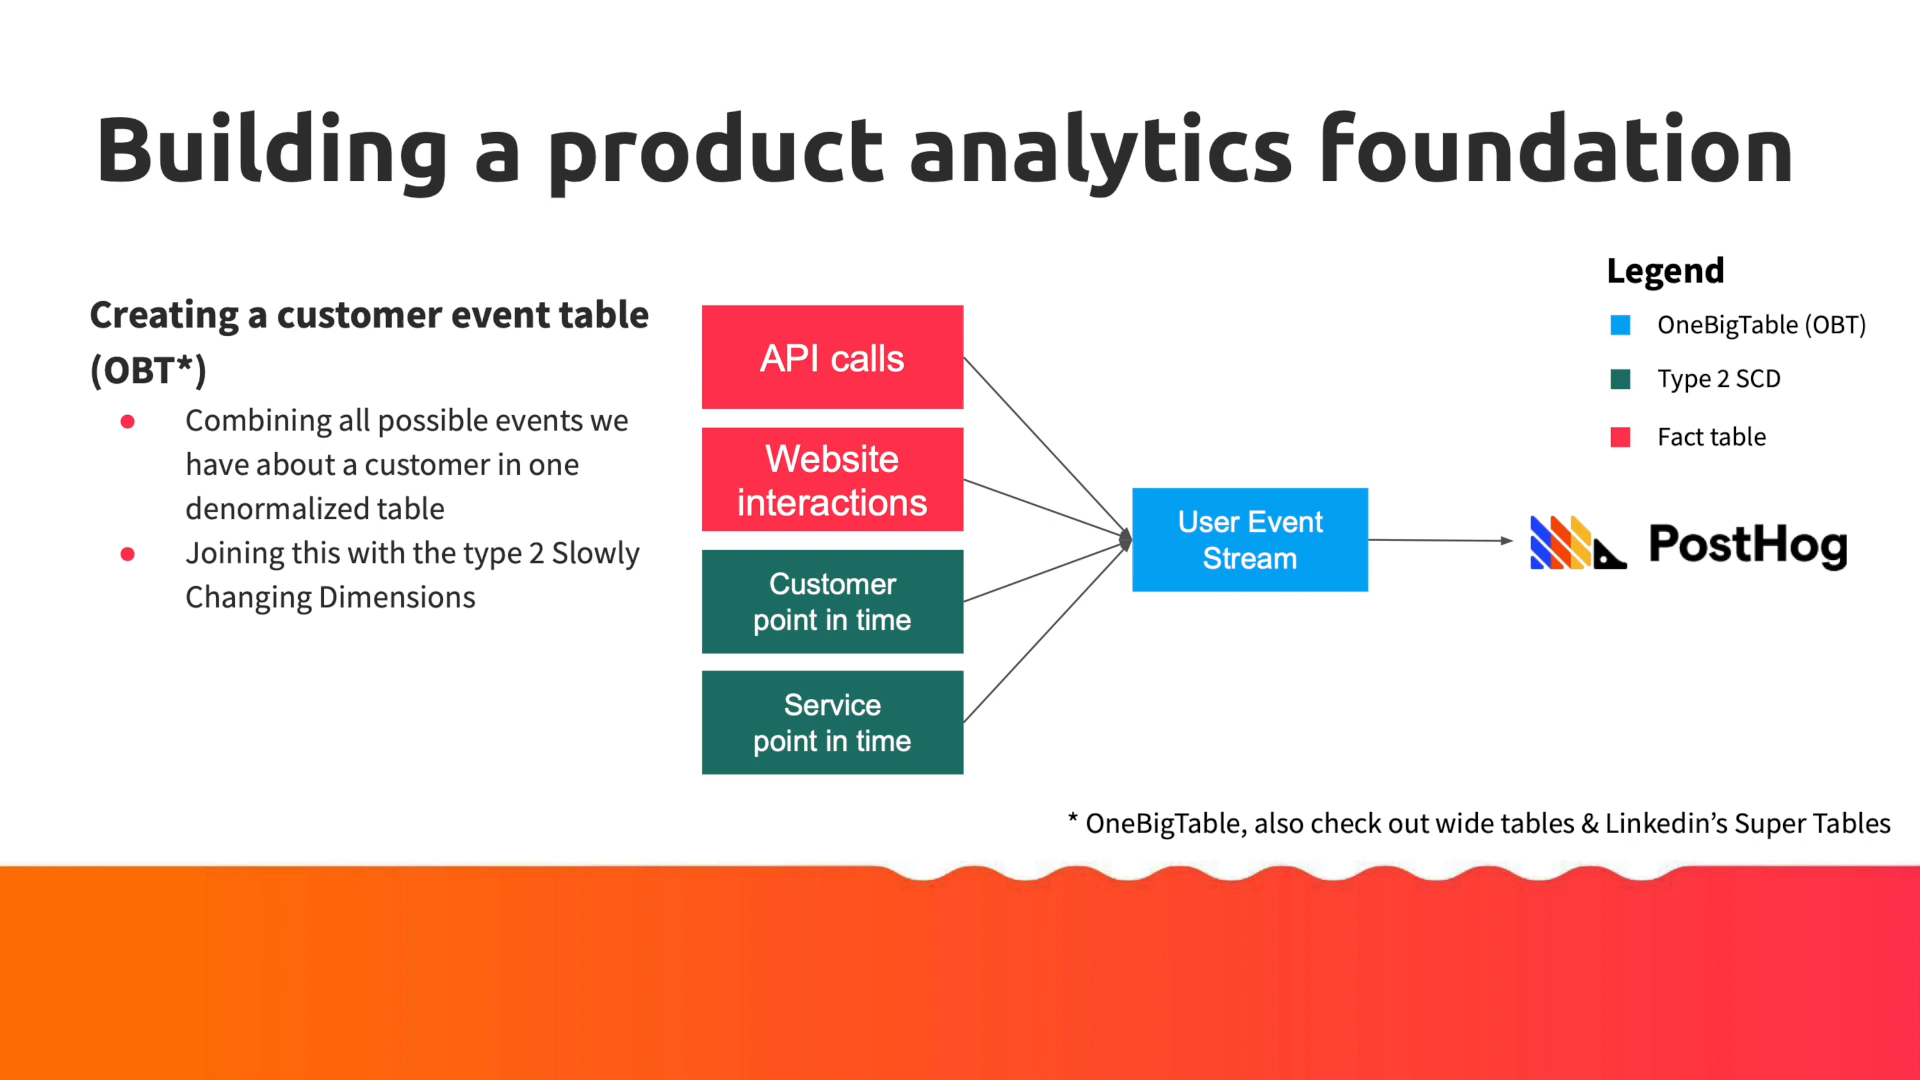 Building a product analytics foundation
Creating a customer event table
(OBT*)
● Combining all possible events we
have about a customer in one
denormalized table
● Joining this with the type 2 Slowly
Changing Dimensions
API calls
Website
interactions
Customer
point in time
Service
point in time
User Event
Stream
Legend
OneBigTable (OBT)
Type 2 SCD
Fact table
PostHog
* OneBigTable, also check out wide tables & Linkedin’s Super Tables